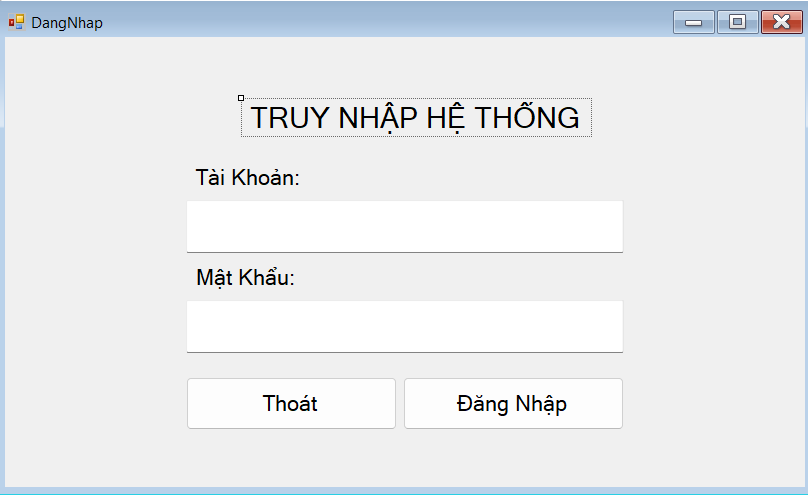 DangNhap
TRUY NHẬP HỆ THỐNG
Tài Khoản:
Mật Khẩu:
Thoát
Đăng Nhập